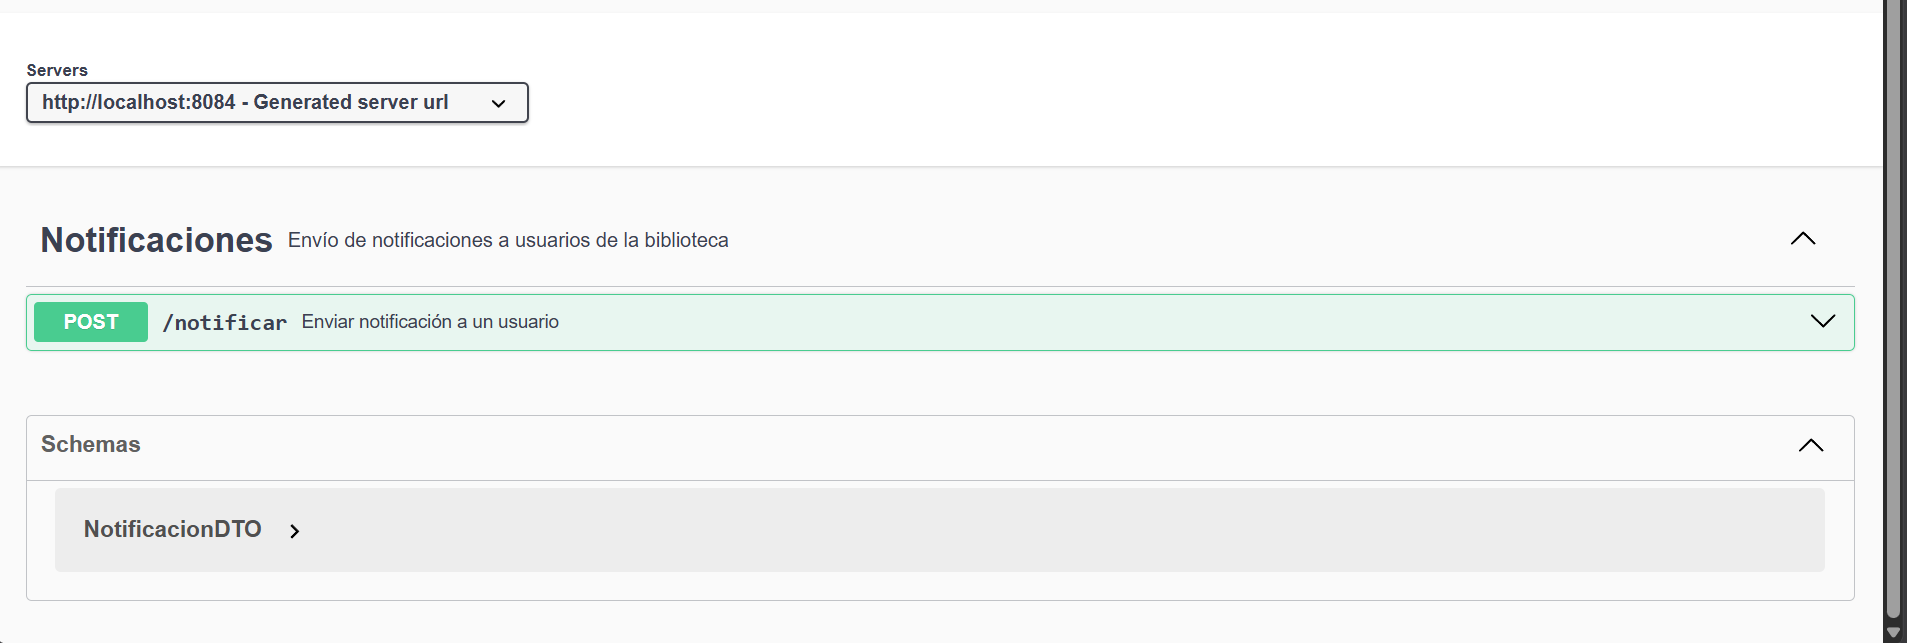 Servers
http://localhost:8084 - Generated server url
Notificaciones Envío de notificaciones a usuarios de la biblioteca
POST /notificar Enviar notificación a un usuario
Schemas
NotificacionDTO